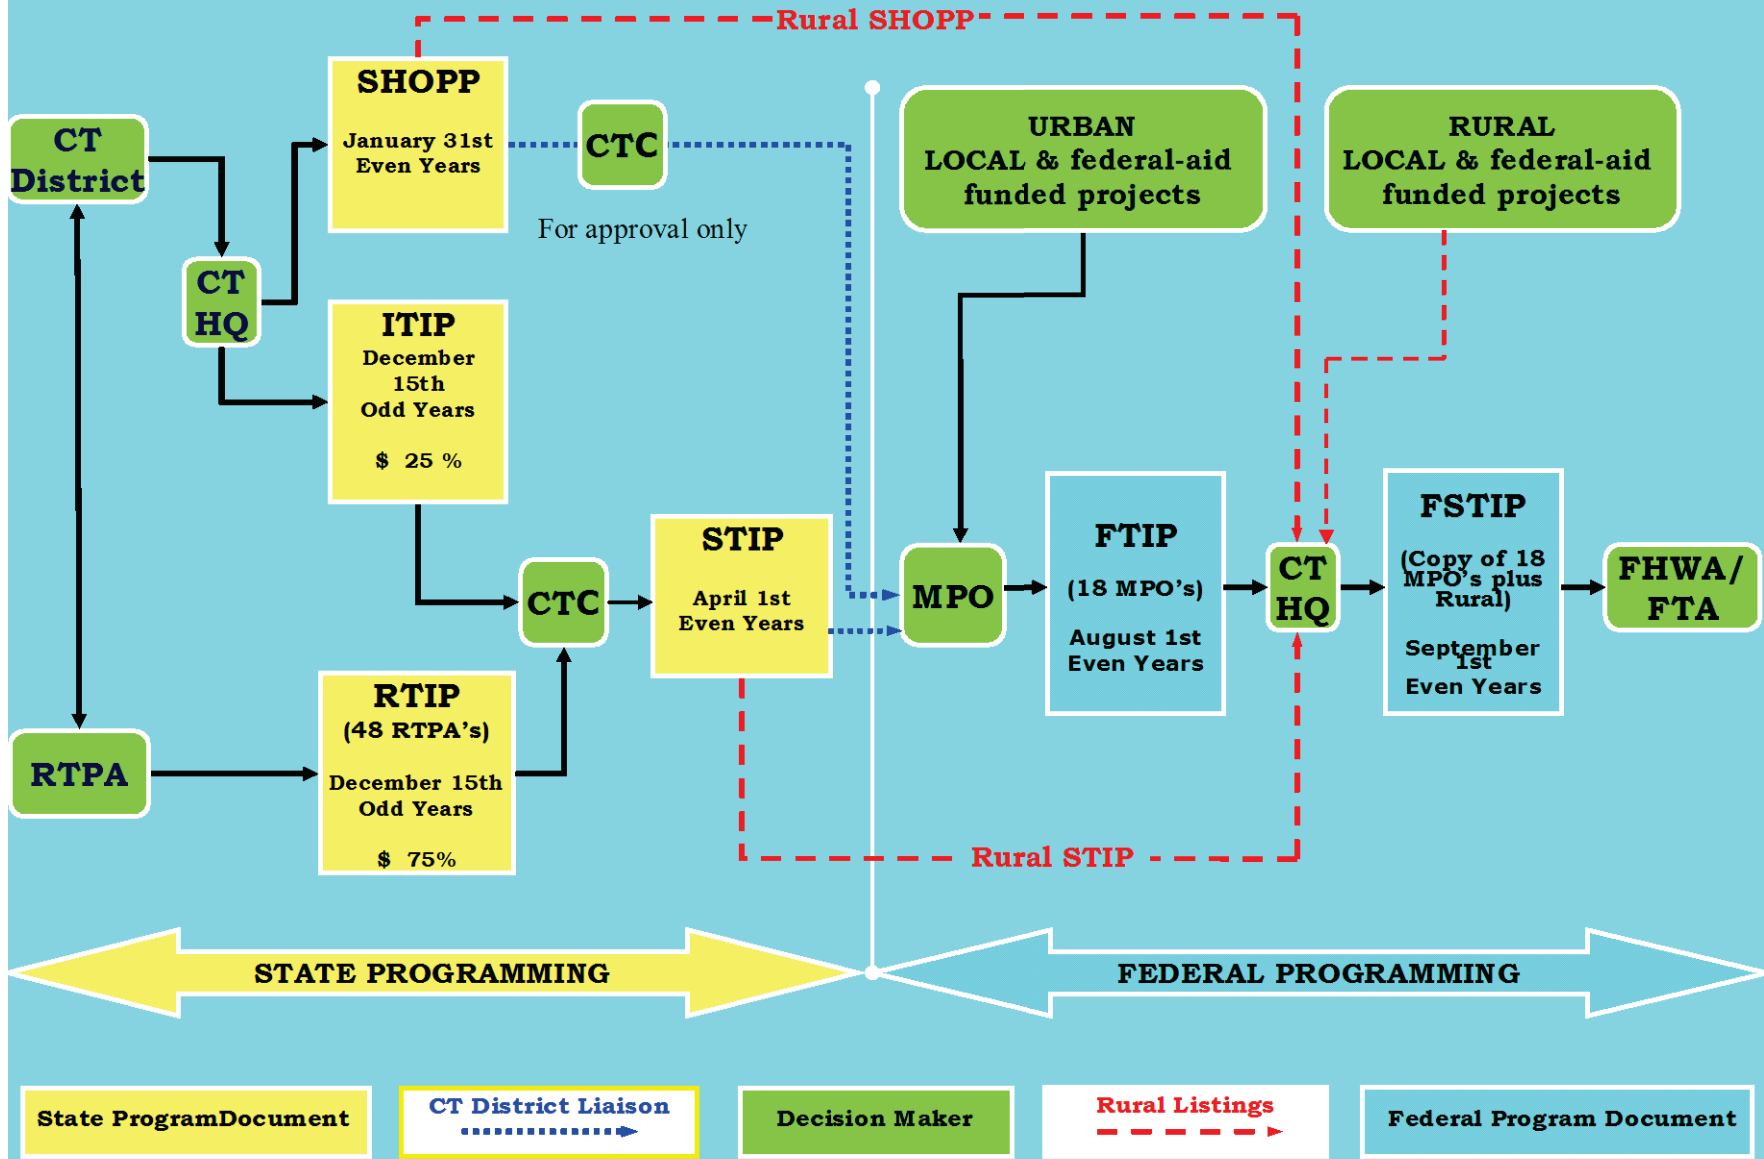 Rural SHOPP
SHOPP
January 31st
Even Years
CTC
For approval only
CT
District
CT
HQ
ITIP
December
15th
Odd Years
$ 25 %
CTC
STIP
April 1st
Even Years
RTPA
RTIP
(48 RTPA's)
December 15th
Odd Years
$ 75%
Rural STIP
URBAN
LOCAL & federal-aid
funded projects
RURAL
LOCAL & federal-aid
funded projects
MPO
FTIP
(18 MPO's)
August 1st
Even Years
CT
HQ
FSTIP
(Copy of 18
MPO's plus
Rural)
September
1st
Even Years
FHWA/
FTA
STATE PROGRAMMING
FEDERAL PROGRAMMING
State ProgramDocument
CT District Liaison
Decision Maker
Rural Listings
Federal Program Document